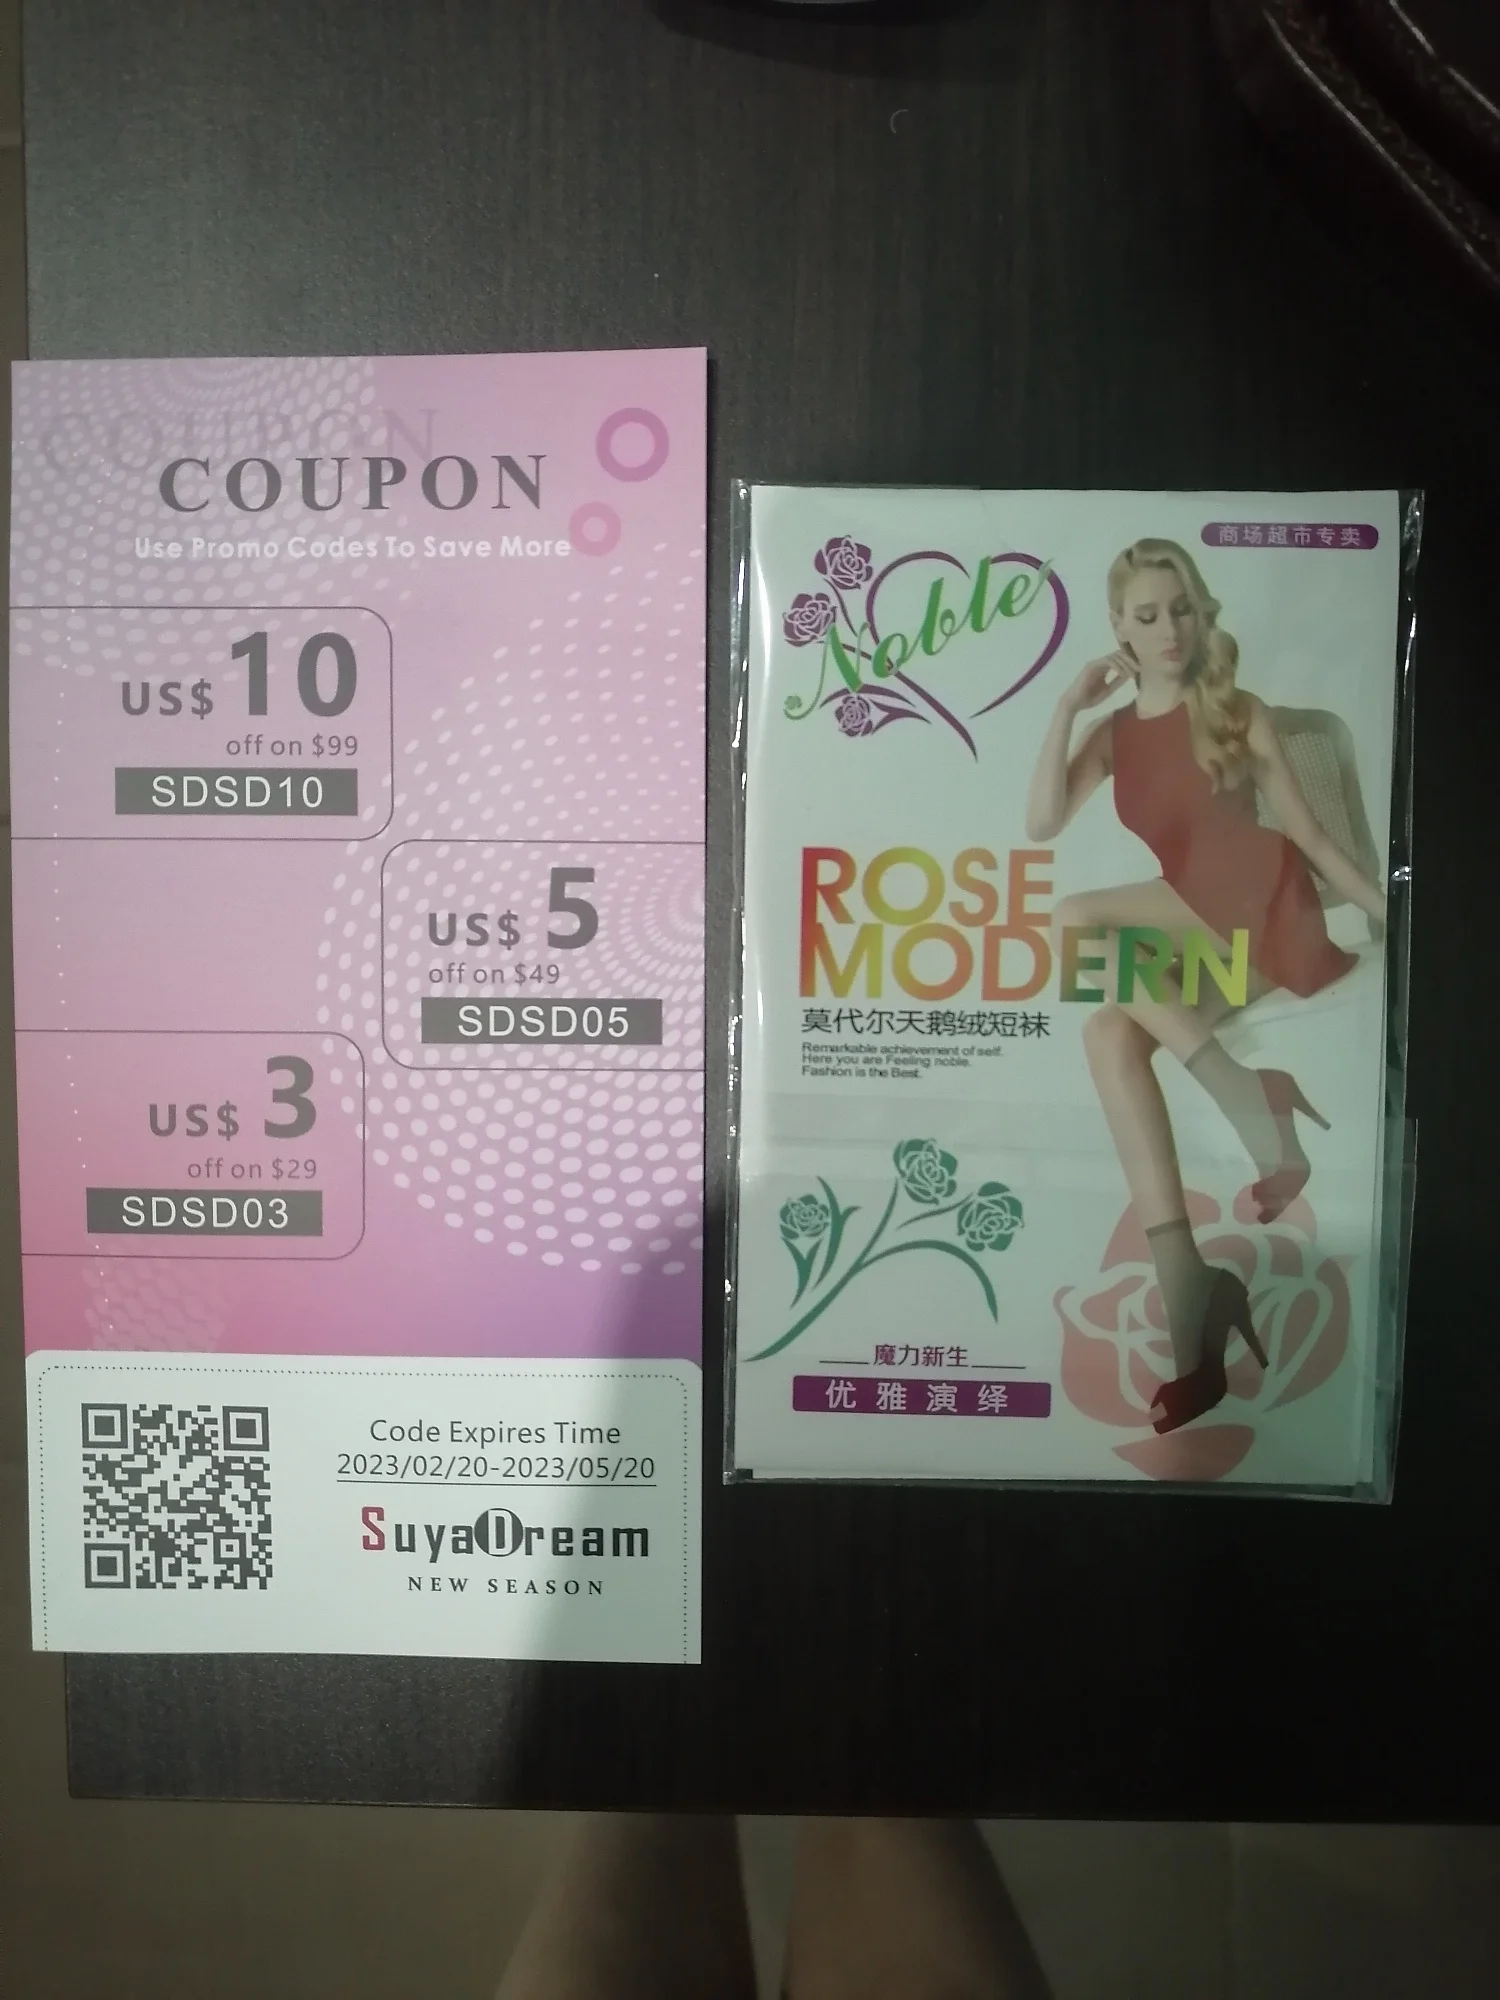 COUPON
COUPON
Use Promo Codes To Save More
US$ 10
off on $99
SDSD10
US$ 5
off on $49
SDSD05
US$ 3
off on $29
SDSD03
Code Expires Time
2023/02/20-2023/05/20
SuyaDream
NEW SEASON
商场超市专卖
Noble
ROSE
MODERN
莫代尔天鹅绒短袜
Remarkable achievement of self.
Here you are Feeling noble.
Fashion is the Best.
魔力新生
优雅演绎